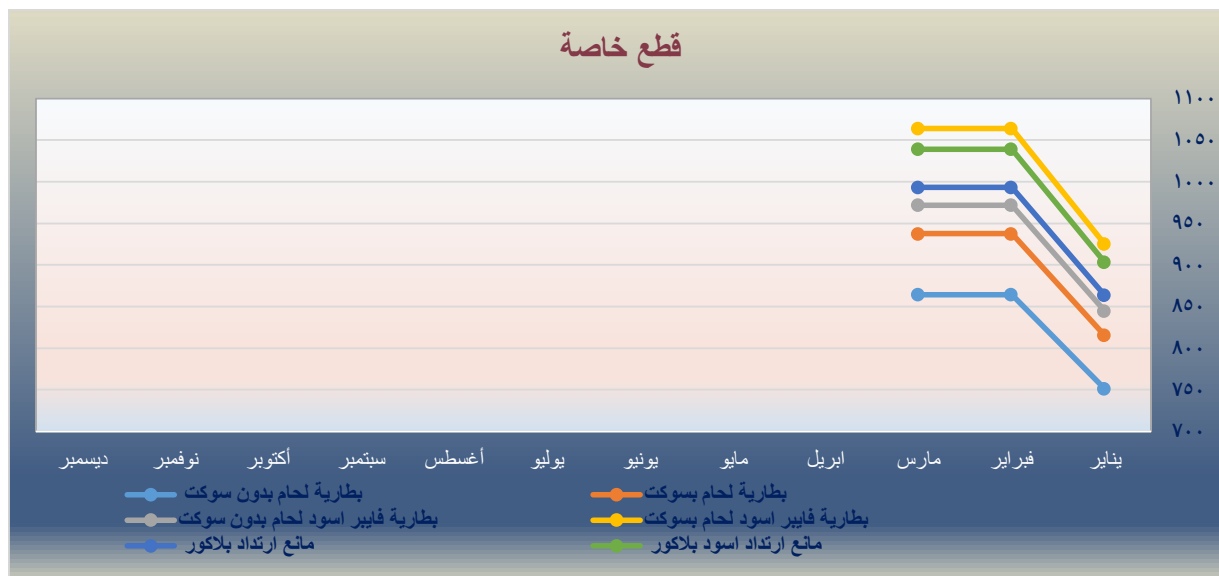 قطع خاصة
١١٠٠
١٠٥٠
١٠٠٠
٩٥٠
٩٠٠
٨٥٠
٨٠٠
٧٥٠
٧٠٠
يناير فبراير مارس ابريل مايو يونيو يوليو أغسطس سبتمبر أكتوبر نوفمبر ديسمبر
بطارية لحام بسوكت بطارية لحام بدون سوكت
بطارية فايبر اسود لحام بسوكت بطارية فايبر اسود لحام بدون سوكت
مانع ارتداد اسود بلاكور مانع ارتداد بلاكور